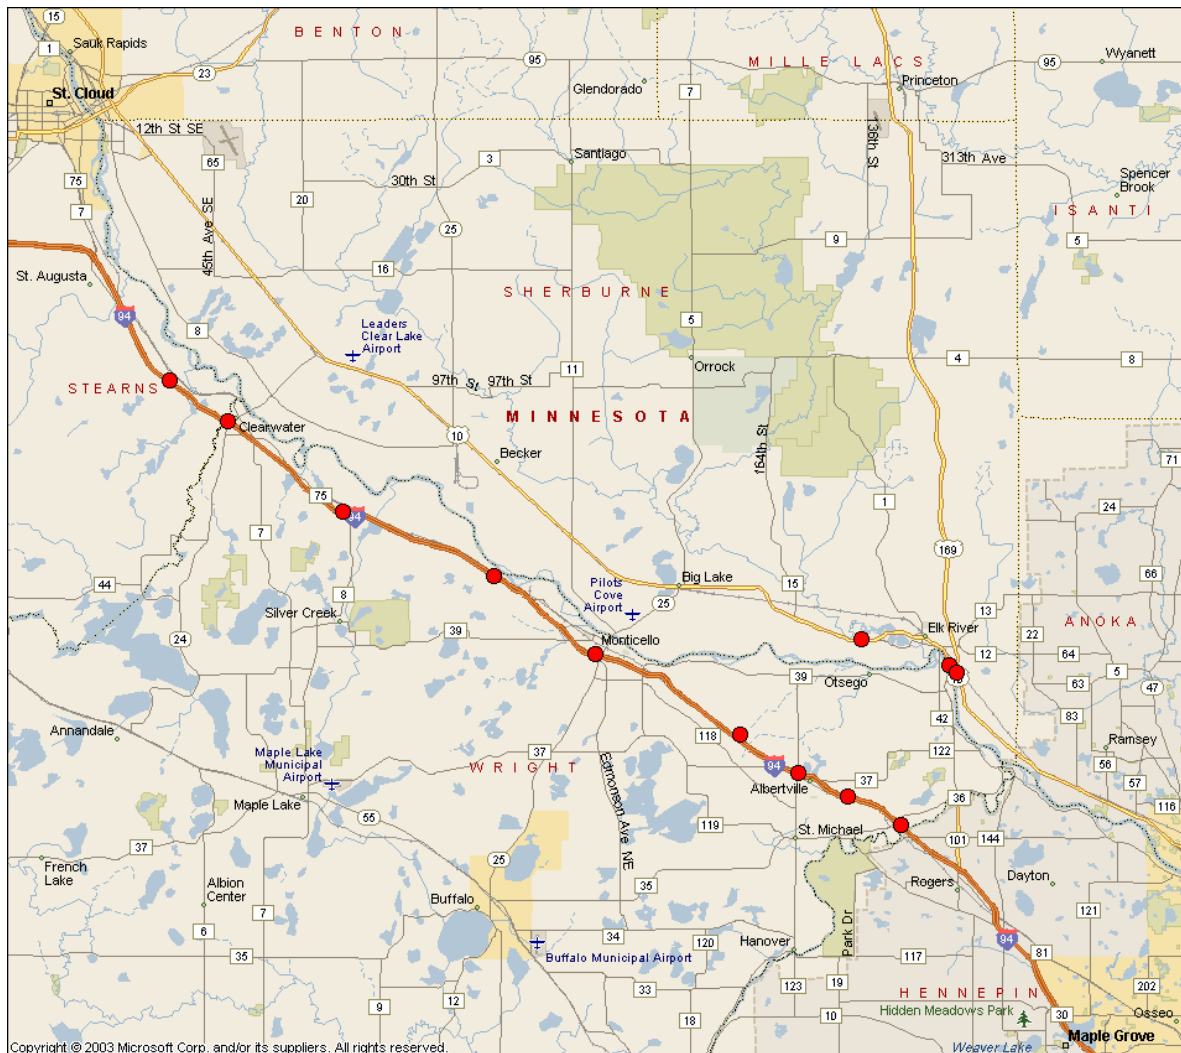 15
BENTON
1
Sauk Rapids
95
MILLE LACS
95
Wyanett
23
Glendorado
7
Princeton
St. Cloud
12th St SE
136th St
65
3
Santiago
313th Ave
75
30th St
Spencer
Brook
7
20
45th Ave SE
25
ISANTI
9
5
16
St. Augusta
SHERBURNE
94
8
Leaders
Clear Lake
Airport
5
Orrock
4
8
11
STEARNS
97th St
97th St
MINNESOTA
Clearwater
10
164th St
Becker
71
75
94
1
24
7
169
44
66
Pilots
Cove
Airport
Big Lake
15
8
25
13
Silver Creek
Elk River
ANOKA
24
39
Monticello
22
12
64
5
39
Otsego
10
63
47
42
83
Annandale
118
122
Ramsey
Maple Lake
Municipal
Airport
37
94
56
WRIGHT
Edmonson Ave NE
Albertville
37
57
Maple Lake
36
116
55
119
St. Michael
101
144
37
25
French
Lake
Albion
Center
35
Rogers
Dayton
7
Buffalo
121
6
34
120
Hanover
Park Dr
94
35
Buffalo Municipal Airport
117
81
33
123
19
HENNEPIN
202
9
12
Hidden Meadows Park
18
10
30
Osseo
Maple Grove
Copyright © 2003 Microsoft Corp. and/or its suppliers. All rights reserved.
Weaver Lake